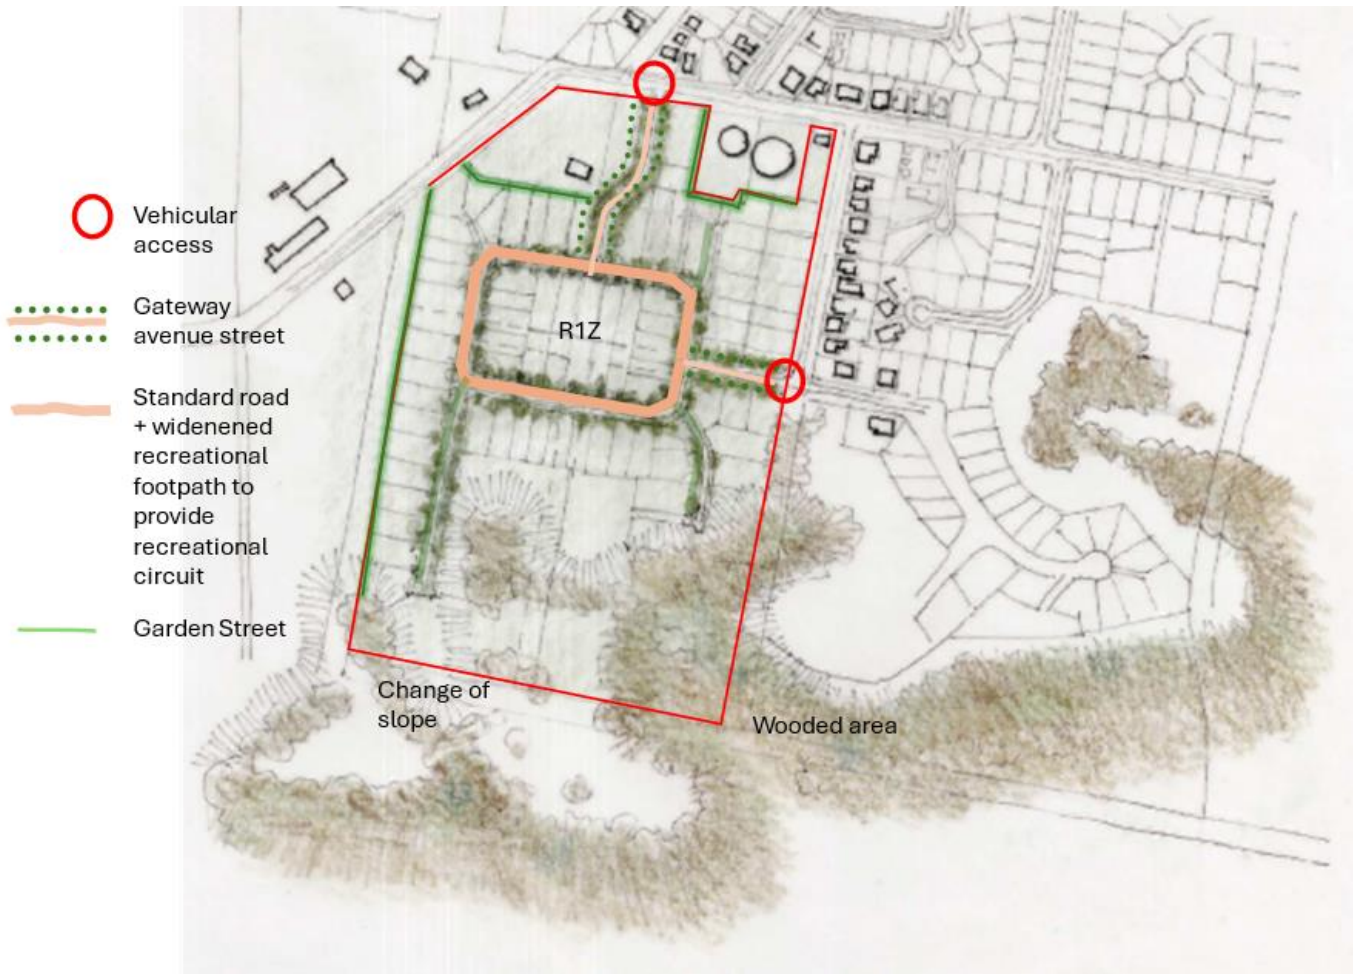 Vehicular
access
Gateway
avenue street
Standard road
+ widenened
recreational
footpath to
provide
recreational
circuit
Garden Street
R1Z
Change of
slope
Wooded area